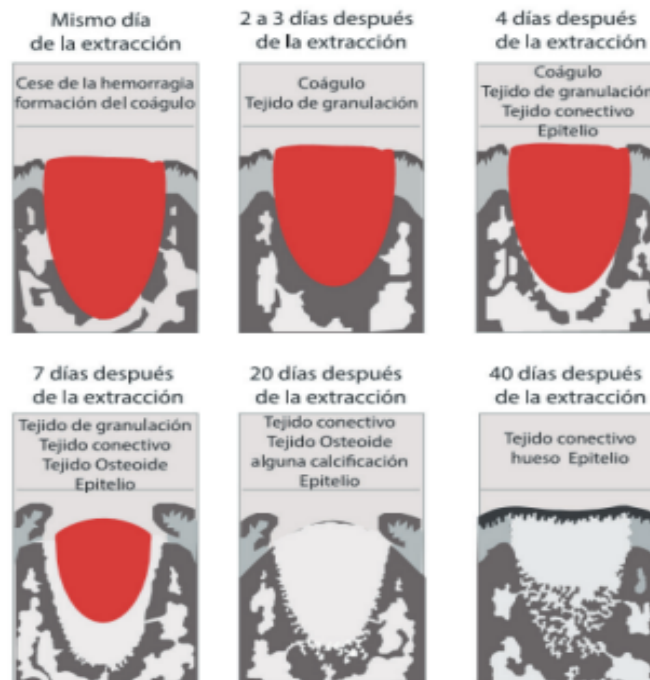 Mismo día
de la extracción
Cese de la hemorragia
formación del coágulo
2 a 3 días después
de la extracción
Coágulo
Tejido de granulación
4 días después
de la extracción
Coágulo
Tejido de granulación
Tejido conectivo
Epitelio
7 días después
de la extracción
Tejido de granulación
Tejido conectivo
Tejido Osteoide
Epitelio
20 días después
de la extracción
Tejido conectivo
Tejido Osteoide
alguna calcificación
Epitelio
40 días después
de la extracción
Tejido conectivo
hueso Epitelio